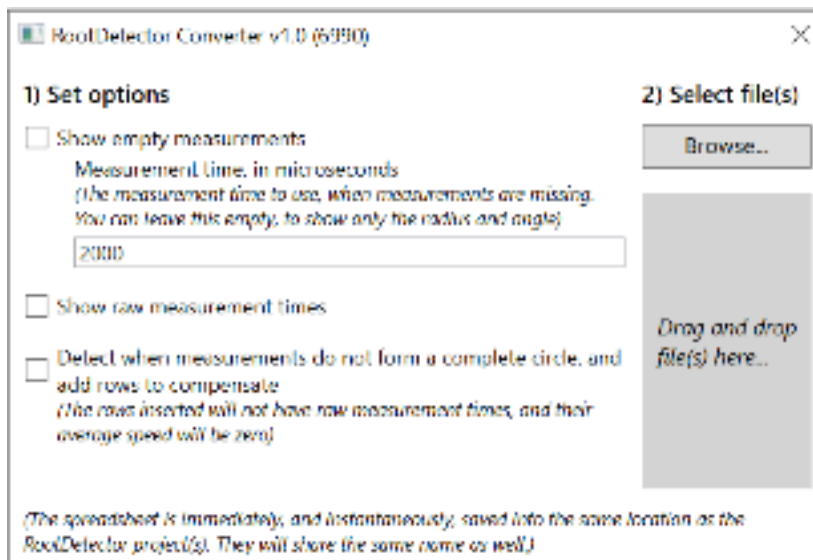 RootDetector Converter v1.0 (6990)
1) Set options
Show empty measurements
Measurement time, in microseconds
(The measurement time to use, when measurements are missing.
You can leave this empty, to show only the radius and angle)
2000
Show raw measurement times
Detect when measurements do not form a complete circle, and
add rows to compensate
(The rows inserted will not have raw measurement times, and their
average speed will be zero)
2) Select file(s)
Browse...
Drag and drop
file(s) here...
(The spreadsheet is immediately, and instantaneously, saved into the same location as the
RootDetector project(s). They will share the same name as well.)